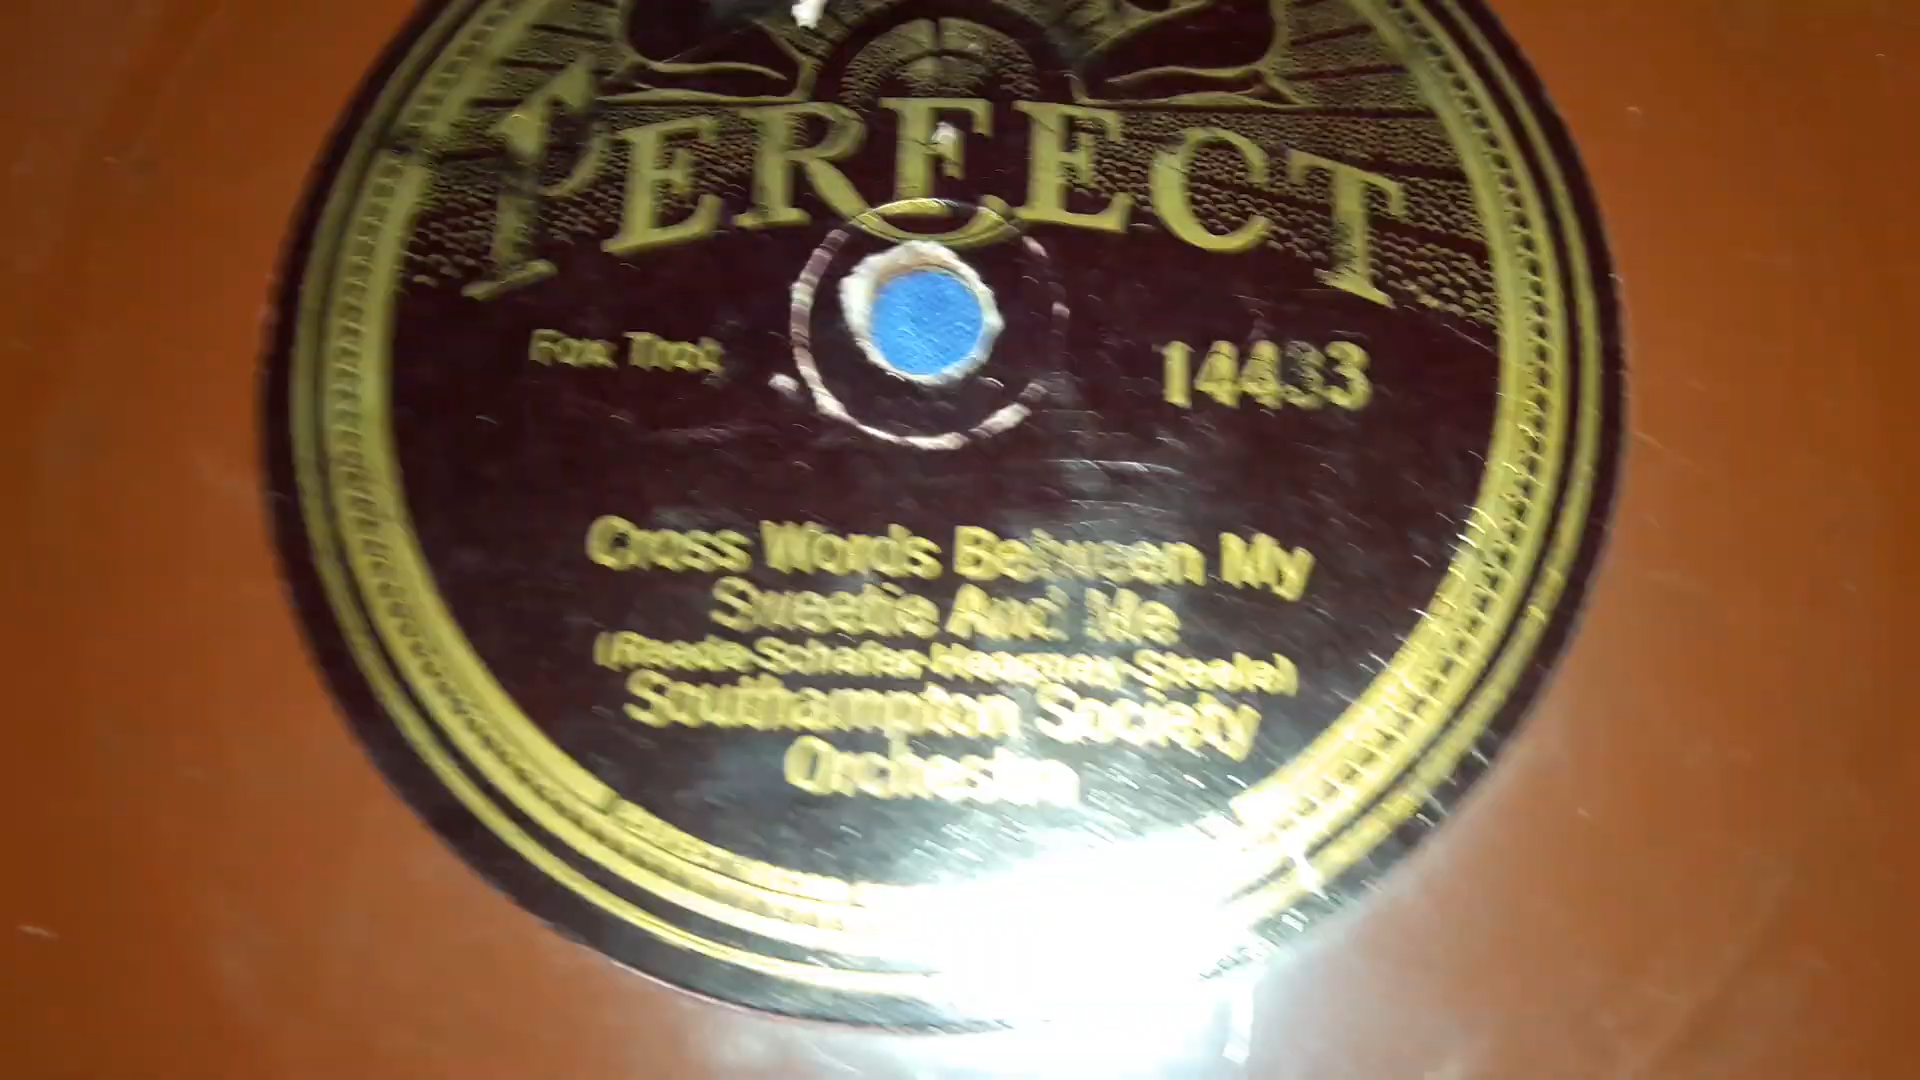 PERFECT
Fox Trot
14433
Cross Words Between My
Sweetie And Me
Southampton Society
Orchestra